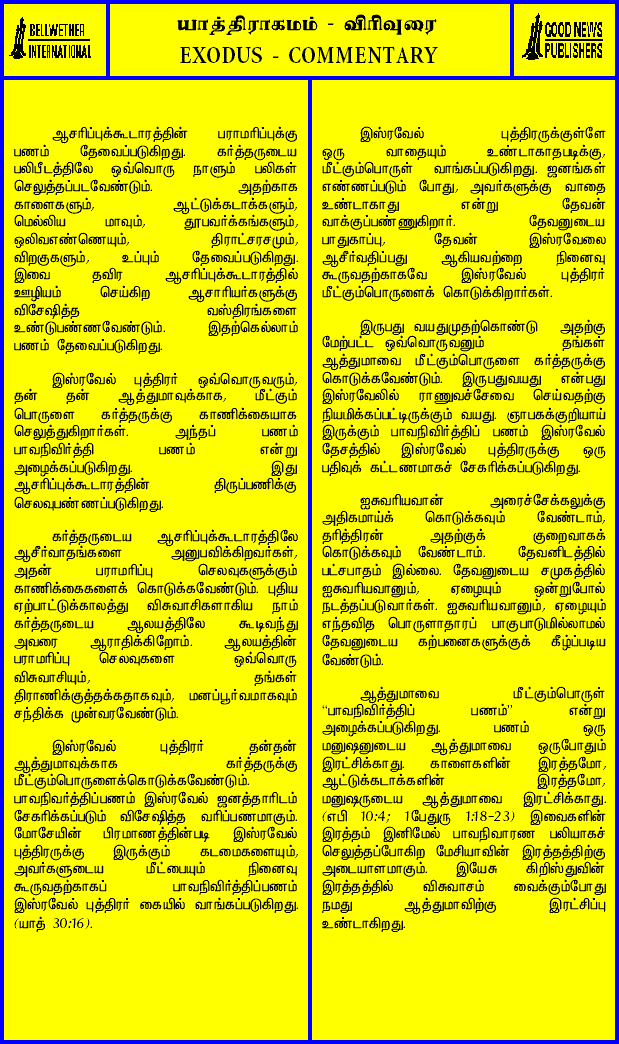 BELLWETHER
INTERNATIONAL
யாத்திராகமம் - விரிவுரை
EXODUS - COMMENTARY
GOOD NEWS
PUBLISHERS
ஆசரிப்புக்கூடாரத்தின் பராமரிப்புக்கு
பணம் தேவைப்படுகிறது. கர்த்தருடைய
பலிபீடத்திலே ஒவ்வொரு நாளும் பலிகள்
செலுத்தப்படவேண்டும். அதற்காக
காளைகளும், ஆட்டுக்கடாக்களும்,
மெல்லிய மாவும், தூபவர்க்கங்களும்,
ஒலிவஎண்ணெயும், திராட்சரசமும்,
விறகுகளும், உப்பும் தேவைப்படுகிறது.
இவை தவிர ஆசரிப்புக்கூடாரத்தில்
ஊழியம் செய்கிற ஆசாரியர்களுக்கு
விசேஷித்த வஸ்திரங்களை
உண்டுபண்ணவேண்டும். இதற்கெல்லாம்
பணம் தேவைப்படுகிறது.
இஸ்ரவேல் புத்திரர் ஒவ்வொருவரும்,
தன் தன் ஆத்துமாவுக்காக, மீட்கும்
பொருளை கர்த்தருக்கு காணிக்கையாக
செலுத்துகிறார்கள். அந்தப் பணம்
பாவநிவிர்த்தி பணம் என்று
அழைக்கப்படுகிறது. இது
ஆசரிப்புக்கூடாரத்தின் திருப்பணிக்கு
செலவுபண்ணப்படுகிறது.
கர்த்தருடைய ஆசரிப்புக்கூடாரத்திலே
ஆசீர்வாதங்களை அனுபவிக்கிறவர்கள்,
அதன் பராமரிப்பு செலவுகளுக்கும்
காணிக்கைகளைக் கொடுக்கவேண்டும். புதிய
ஏற்பாட்டுக்காலத்து விசுவாசிகளாகிய நாம்
கர்த்தருடைய ஆலயத்திலே கூடிவந்து
அவரை ஆராதிக்கிறோம். ஆலயத்தின்
பராமரிப்பு செலவுகளை ஒவ்வொரு
விசுவாசியும், தங்கள்
திராணிக்குத்தக்கதாகவும், மனப்பூர்வமாகவும்
சந்திக்க முன்வரவேண்டும்.
இஸ்ரவேல் புத்திரர் தன்தன்
ஆத்துமாவுக்காக கர்த்தருக்கு
மீட்கும்பொருளைக்கொடுக்கவேண்டும்.
பாவநிவர்த்திப்பணம் இஸ்ரவேல் ஜனத்தாரிடம்
சேகரிக்கப்படும் விசேஷித்த வரிப்பணமாகும்.
மோசேயின் பிரமாணத்தின்படி இஸ்ரவேல்
புத்திரருக்கு இருக்கும் கடமைகளையும்,
அவர்களுடைய மீட்பையும் நினைவு
கூருவதற்காகப் பாவநிவிர்த்திப்பணம்
இஸ்ரவேல் புத்திரர் கையில் வாங்கப்படுகிறது.
(யாத் 30:16).
இஸ்ரவேல் புத்திரருக்குள்ளே
ஒரு வாதையும் உண்டாகாதபடிக்கு,
மீட்கும்பொருள் வாங்கப்படுகிறது. ஜனங்கள்
எண்ணப்படும் போது, அவர்களுக்கு வாதை
உண்டாகாது என்று தேவன்
வாக்குப்பண்ணுகிறார். தேவனுடைய
பாதுகாப்பு, தேவன் இஸ்ரவேலை
ஆசீர்வதிப்பது ஆகியவற்றை நினைவு
கூருவதற்காகவே இஸ்ரவேல் புத்திரர்
மீட்கும்பொருளைக் கொடுக்கிறார்கள்.
இருபது வயதுமுதற்கொண்டு அதற்கு
மேற்பட்ட ஒவ்வொருவனும் தங்கள்
ஆத்துமாவை மீட்கும்பொருளை கர்த்தருக்கு
கொடுக்கவேண்டும். இருபதுவயது என்பது
இஸ்ரவேலில் ராணுவச்சேவை செய்வதற்கு
நியமிக்கப்பட்டிருக்கும் வயது. ஞாபகக்குறியாய்
இருக்கும் பாவநிவிர்த்திப் பணம் இஸ்ரவேல்
தேசத்தில் இஸ்ரவேல் புத்திரருக்கு ஒரு
பதிவுக் கட்டணமாகச் சேகரிக்கப்படுகிறது.
ஐசுவரியவான் அரைச்சேக்கலுக்கு
அதிகமாய்க் கொடுக்கவும் வேண்டாம்,
தரித்திரன் அதற்குக் குறைவாகக்
கொடுக்கவும் வேண்டாம். தேவனிடத்தில்
பட்சபாதம் இல்லை. தேவனுடைய சமுகத்தில்
ஐசுவரியவானும், ஏழையும் ஒன்றுபோல்
நடத்தப்படுவார்கள். ஐசுவரியவானும், ஏழையும்
எந்தவித பொருளாதாரப் பாகுபாடுமில்லாமல்
தேவனுடைய கற்பனைகளுக்குக் கீழ்ப்படிய
வேண்டும்.
ஆத்துமாவை மீட்கும்பொருள்
“பாவநிவிர்த்திப் பணம்” என்று
அழைக்கப்படுகிறது. பணம் ஒரு
மனுஷனுடைய ஆத்துமாவை ஒருபோதும்
இரட்சிக்காது. காளைகளின் இரத்தமோ,
ஆட்டுக்கடாக்களின் இரத்தமோ,
மனுஷருடைய ஆத்துமாவை இரட்சிக்காது.
(எபி 10:4; 1பேதுரு 1:18-23) இவைகளின்
இரத்தம் இனிமேல் பாவநிவாரண பலியாகச்
செலுத்தப்போகிற மேசியாவின் இரத்தத்திற்கு
அடையாளமாகும். இயேசு கிறிஸ்துவின்
இரத்தத்தில் விசுவாசம் வைக்கும்போது
நமது ஆத்துமாவிற்கு இரட்சிப்பு
உண்டாகிறது.